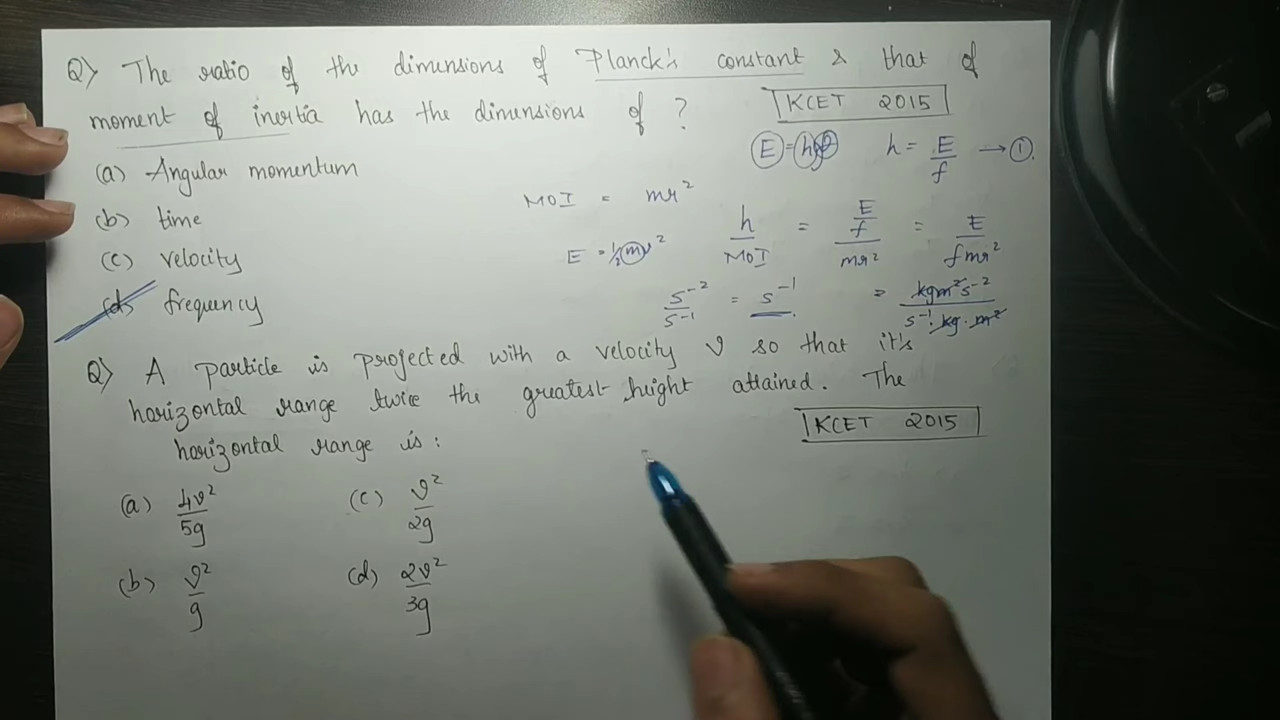 Q) The ratio of the dimensions of Planck's constant & that of
moment of inertia has the dimensions of ?
KCET 2015
(a) Angular momentum
(b) time
(c) velocity
(d) frequency
h = E/f → ①.
MOI = mr²
E = ½mv²
h/MOI = (E/f)/mr² = E/fmr²
= kgm²s⁻²/s⁻¹.kg.m²
s⁻²/s⁻¹ = s⁻¹.
Q) A particle is projected with a velocity v so that it's
horizontal range twice the greatest height attained. The
horizontal range is:
KCET 2015
(a) 4v²/5g
(b) v²/g
(c) v²/2g
(d) 2v²/3g